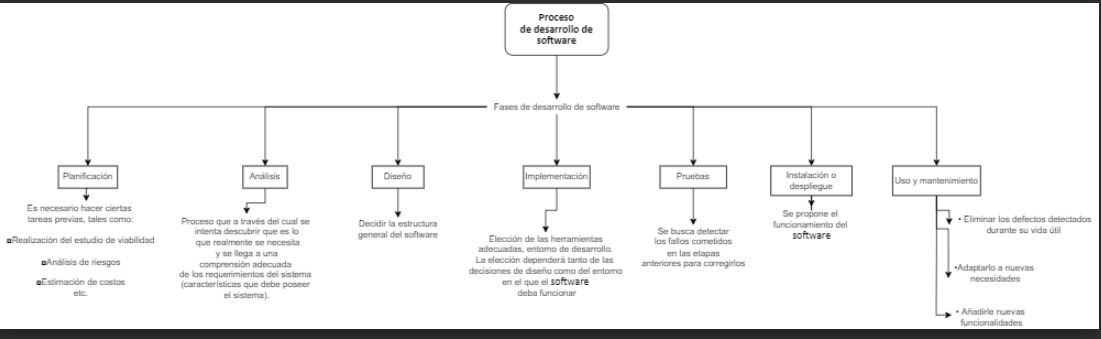 Proceso
de desarrollo de
software
Fases de desarrollo de software
Planificación
Es necesario hacer ciertas
tareas previas, tales como:
Realización del estudio de viabilidad
Análisis de riesgos
Estimación de costos
etc.
Análisis
Proceso que a través del cual se
intenta descubrir que es lo
que realmente se necesita
y se llega a una
comprensión adecuada
de los requerimientos del sistema
(características que debe poseer
el sistema).
Diseño
Decidir la estructura
general del software
Implementación
Elección de las herramientas
adecuadas, entorno de desarrollo.
La elección dependerá tanto de las
decisiones de diseño como del entorno
en el que el software
deba funcionar
Pruebas
Se busca detectar
los fallos cometidos
en las etapas
anteriores para corregirlos
Instalación o
despliegue
Se propone el
funcionamiento del
software
Uso y mantenimiento
• Eliminar los defectos detectados
durante su vida útil
•Adaptarlo a nuevas
necesidades
• Añadirle nuevas
funcionalidades